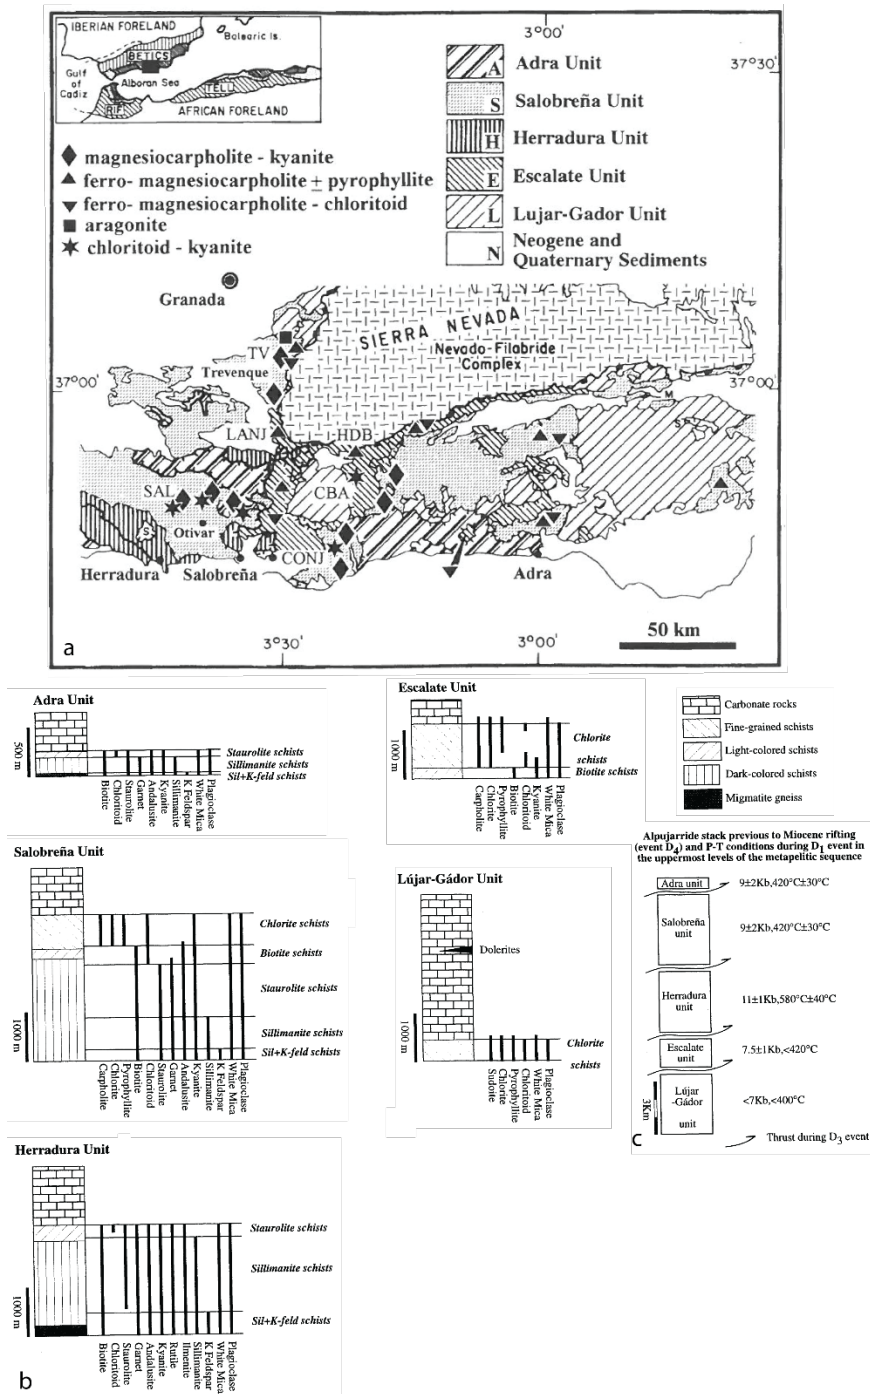 IBERIAN FORELAND
Balearic Is.
BETICS
Gulf of Cadiz
Alboran Sea
TELL
RIF
AFRICAN FORELAND
3°00'
37°30'
A Adra Unit
S Salobreña Unit
H Herradura Unit
E Escalate Unit
L Lujar-Gador Unit
N Neogene and
Quaternary Sediments
magnesiocarpholite - kyanite
ferro- magnesiocarpholite ± pyrophyllite
ferro- magnesiocarpholite - chloritoid
aragonite
chloritoid - kyanite
Granada
SIERRA NEVADA
Nevado-Filabride
Complex
TV
Trevenque
37°00'
37°00'
M
LANJ
HDB
S
SAL
CBA
Otivar
S
CONJ
Herradura
Salobreña
Adra
50 km
a
3°30'
3°00'
Adra Unit
500 m
Staurolite schists
Sillimanite schists
Sil+K-feld schists
Biotite
Chloritoid
Staurolite
Garnet
Andalusite
Kyanite
Sillimanite
K Feldspar
White Mica
Plagioclase
Escalate Unit
1000 m
Chlorite
schists
Biotite schists
Carpholite
Chlorite
Pyrophyllite
Biotite
Chloritoid
Kyanite
White Mica
Plagioclase
Carbonate rocks
Fine-grained schists
Light-colored schists
Dark-colored schists
Migmatite gneiss
Salobreña Unit
1000 m
Chlorite schists
Biotite schists
Staurolite schists
Sillimanite schists
Sil+K-feld schists
Carpholite
Chlorite
Pyrophyllite
Biotite
Chloritoid
Staurolite
Garnet
Andalusite
Kyanite
Sillimanite
K Feldspar
White Mica
Plagioclase
Lújar-Gádor Unit
Dolerites
1000 m
Chlorite
schists
Sudoite
Chlorite
Pyrophyllite
Chloritoid
White Mica
Plagioclase
Alpujarride stack previous to Miocene rifting
(event D4) and P-T conditions during D1 event in
the uppermost levels of the metapelitic sequence
Adra unit 9±2Kb,420°C±30°C
Salobreña
unit 9±2Kb,420°C±30°C
Herradura
unit 11±1Kb,580°C±40°C
Escalate
unit 7.5±1Kb,<420°C
Lújar
-Gádor
unit <7Kb,<400°C
3Km
c
Thrust during D3 event
Herradura Unit
1000 m
Staurolite schists
Sillimanite schists
Sil+K-feld schists
Biotite
Chloritoid
Staurolite
Garnet
Andalusite
Kyanite
Rutile
Ilmenite
Sillimanite
K Feldspar
White Mica
Plagioclase
b